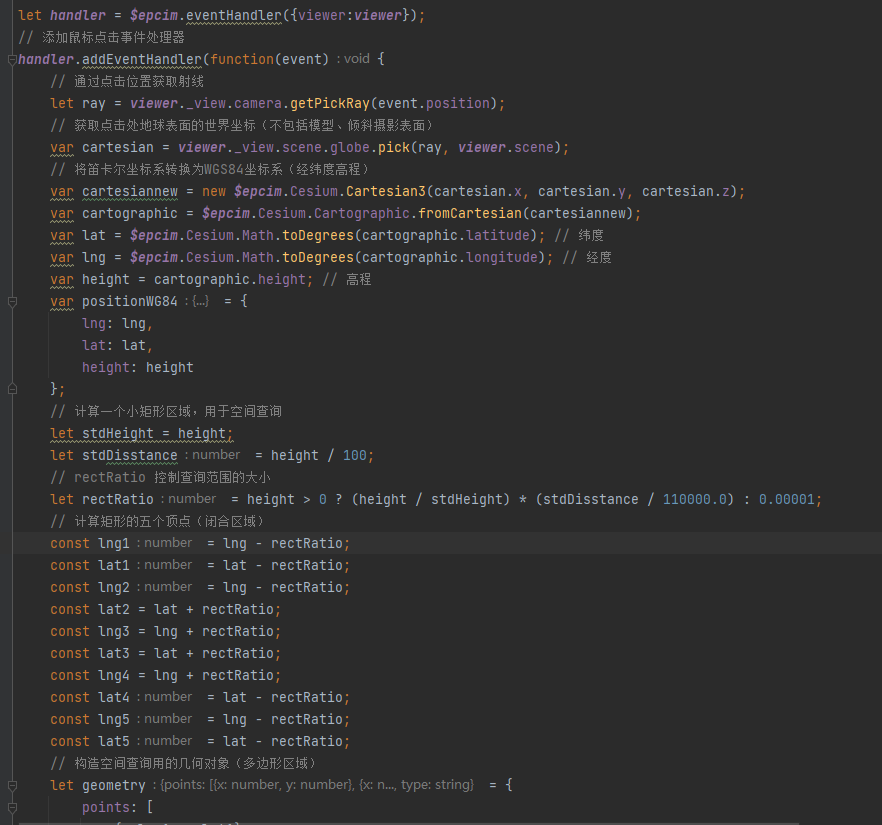 let handler = $epcim.eventHandler({viewer:viewer});
// 添加鼠标点击事件处理器
handler.addEventHandler(function(event) : void {
// 通过点击位置获取射线
let ray = viewer._view.camera.getPickRay(event.position);
// 获取点击处地球表面的世界坐标（不包括模型、倾斜摄影表面）
var cartesian = viewer._view.scene.globe.pick(ray, viewer.scene);
// 将笛卡尔坐标系转换为WGS84坐标系（经纬度高程）
var cartesiannew = new $epcim.Cesium.Cartesian3(cartesian.x, cartesian.y, cartesian.z);
var cartographic = $epcim.Cesium.Cartographic.fromCartesian(cartesiannew);
var lat = $epcim.Cesium.Math.toDegrees(cartographic.latitude); // 纬度
var lng = $epcim.Cesium.Math.toDegrees(cartographic.longitude); // 经度
var height = cartographic.height; // 高程
var positionWG84 : {...} = {
lng: lng,
lat: lat,
height: height
};
// 计算一个小矩形区域，用于空间查询
let stdHeight = height;
let stdDisstance : number = height / 100;
// rectRatio 控制查询范围的大小
let rectRatio : number = height > 0 ? (height / stdHeight) * (stdDisstance / 110000.0) : 0.00001;
// 计算矩形的五个顶点（闭合区域）
const lng1 : number = lng - rectRatio;
const lat1 : number = lat - rectRatio;
const lng2 : number = lng - rectRatio;
const lat2 = lat + rectRatio;
const lng3 = lng + rectRatio;
const lat3 = lat + rectRatio;
const lng4 = lng + rectRatio;
const lat4 : number = lat - rectRatio;
const lng5 : number = lng - rectRatio;
const lat5 : number = lat - rectRatio;
// 构造空间查询用的几何对象（多边形区域）
let geometry : {points: [{x: number, y: number}, {x: n..., type: string} = {
points: [